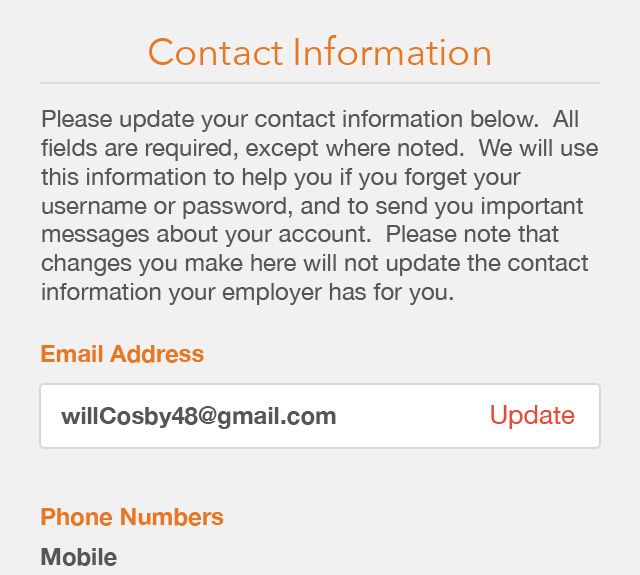 Contact Information
Please update your contact information below.  All
fields are required, except where noted.  We will use
this information to help you if you forget your
username or password, and to send you important
messages about your account.  Please note that
changes you make here will not update the contact
information your employer has for you.
Email Address
willCosby48@gmail.com Update
Phone Numbers
Mobile